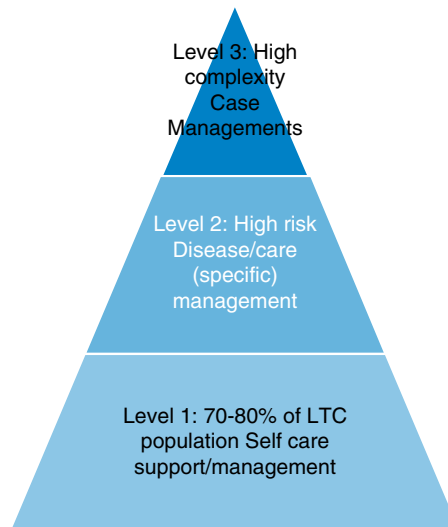 Level 3: High
complexity
Case
Managements
Level 2: High risk
Disease/care
(specific)
management
Level 1: 70-80% of LTC
population Self care
support/management